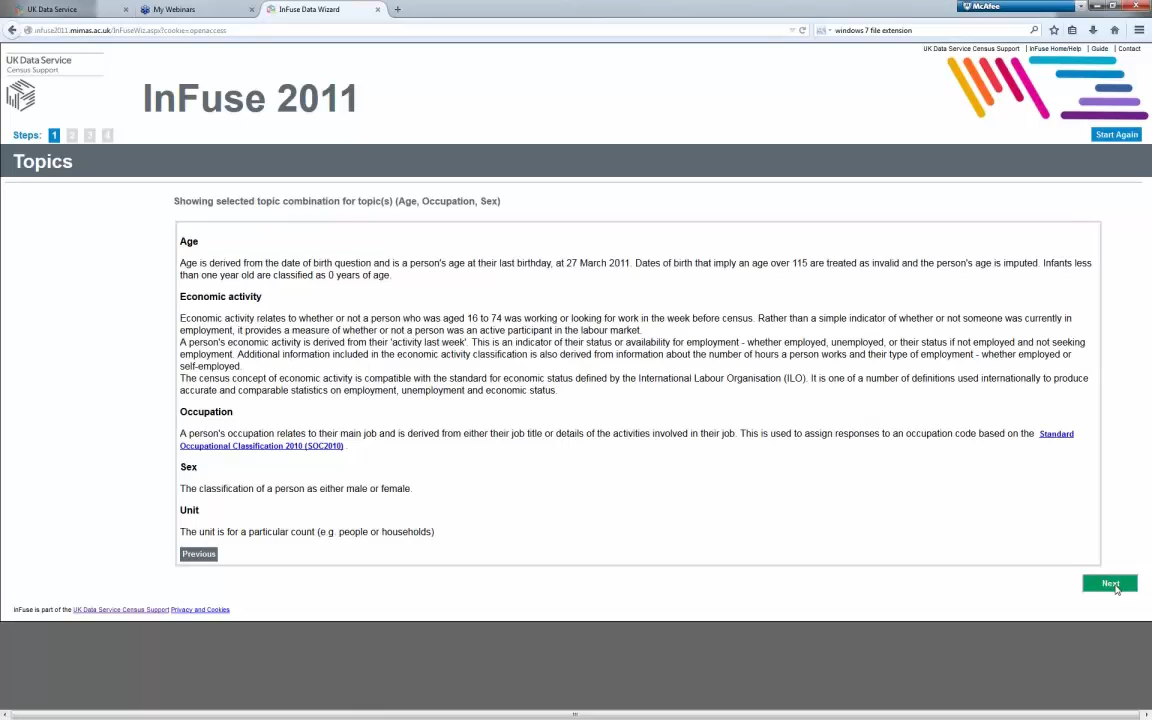 UK Data Service
My Webinars
InFuse Data Wizard
McAfee
infuse2011.mimas.ac.uk/InFuseWiz.aspx?cookie=openaccess
windows 7 file extension
UK Data Service Census Support | InFuse Home/Help | Guide | Contact
UK Data Service
Census Support
InFuse 2011
Steps: 1 2 3 4
Start Again
Topics
Showing selected topic combination for topic(s) (Age, Occupation, Sex)
Age
Age is derived from the date of birth question and is a person's age at their last birthday, at 27 March 2011. Dates of birth that imply an age over 115 are treated as invalid and the person's age is imputed. Infants less
than one year old are classified as 0 years of age.
Economic activity
Economic activity relates to whether or not a person who was aged 16 to 74 was working or looking for work in the week before census. Rather than a simple indicator of whether or not someone was currently in
employment, it provides a measure of whether or not a person was an active participant in the labour market.
A person's economic activity is derived from their 'activity last week'. This is an indicator of their status or availability for employment - whether employed, unemployed, or their status if not employed and not seeking
employment. Additional information included in the economic activity classification is also derived from information about the number of hours a person works and their type of employment - whether employed or
self-employed.
The census concept of economic activity is compatible with the standard for economic status defined by the International Labour Organisation (ILO). It is one of a number of definitions used internationally to produce
accurate and comparable statistics on employment, unemployment and economic status.
Occupation
A person's occupation relates to their main job and is derived from either their job title or details of the activities involved in their job. This is used to assign responses to an occupation code based on the Standard
Occupational Classification 2010 (SOC2010) .
Sex
The classification of a person as either male or female.
Unit
The unit is for a particular count (e.g. people or households)
Previous
Next
InFuse is part of the UK Data Service Census Support Privacy and Cookies